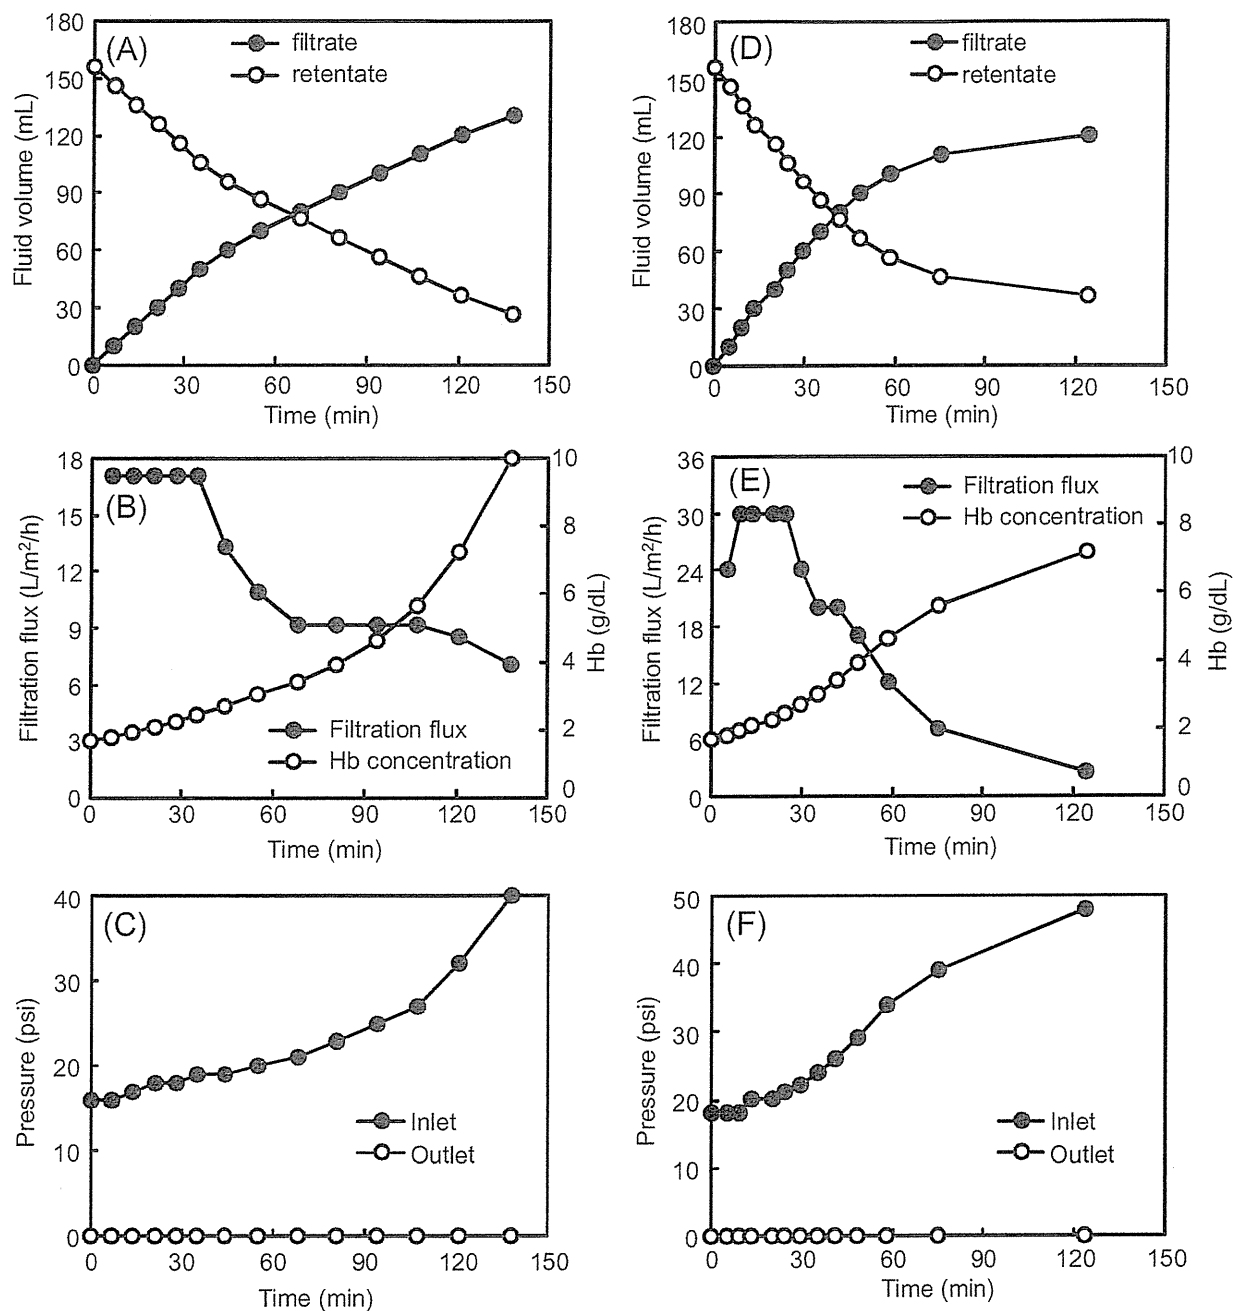 (A)
filtrate
retentate
Fluid volume (mL)
180
150
120
90
60
30
0
0 30 60 90 120 150
Time (min)
(D)
filtrate
retentate
Fluid volume (mL)
180
150
120
90
60
30
0
0 30 60 90 120 150
Time (min)
(B)
Filtration flux
Hb concentration
Filtration flux (L/m²/h)
18
15
12
9
6
3
0
10
8
6
4
2
0
Hb (g/dL)
0 30 60 90 120 150
Time (min)
(E)
Filtration flux
Hb concentration
Filtration flux (L/m²/h)
36
30
24
18
12
6
0
10
8
6
4
2
0
Hb (g/dL)
0 30 60 90 120 150
Time (min)
(C)
Inlet
Outlet
Pressure (psi)
40
30
20
10
0
0 30 60 90 120 150
Time (min)
(F)
Inlet
Outlet
Pressure (psi)
50
40
30
20
10
0
0 30 60 90 120 150
Time (min)